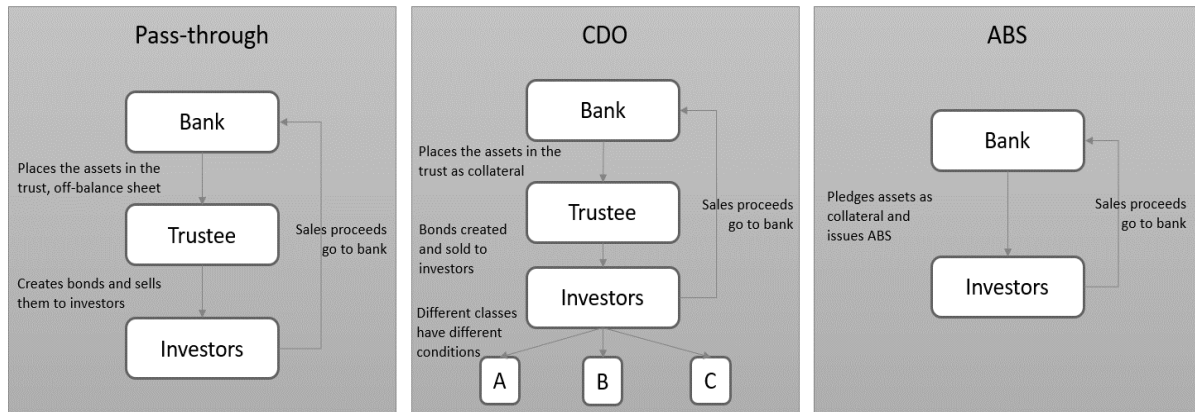 Pass-through
Bank
Places the assets in the
trust, off-balance sheet
Trustee
Sales proceeds
go to bank
Creates bonds and sells
them to investors
Investors
CDO
Bank
Places the assets in the
trust as collateral
Trustee
Sales proceeds
go to bank
Bonds created
and sold to
investors
Investors
Different classes
have different
conditions
A
B
C
ABS
Bank
Pledges assets as
collateral and
issues ABS
Sales proceeds
go to bank
Investors